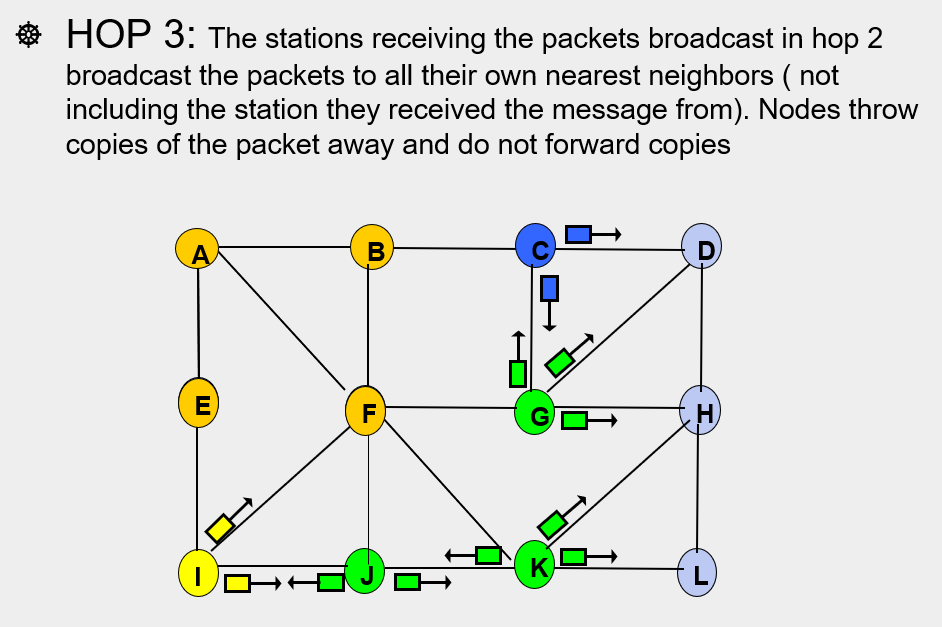 HOP 3: The stations receiving the packets broadcast in hop 2
broadcast the packets to all their own nearest neighbors ( not
including the station they received the message from). Nodes throw
copies of the packet away and do not forward copies
A B C D
E F G H
I J K L